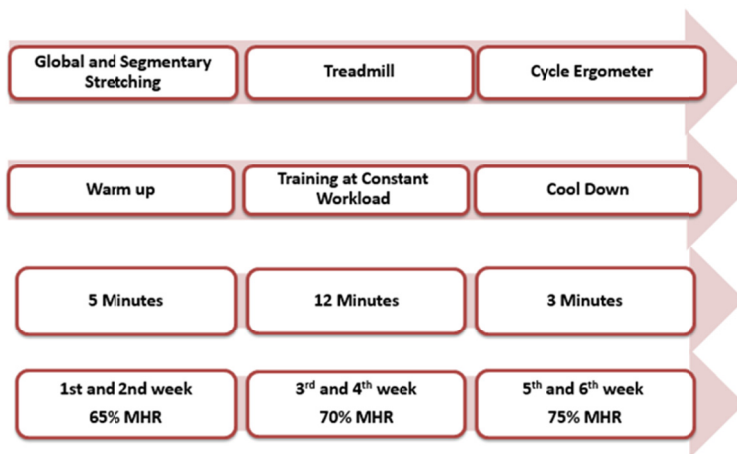 Global and Segmentary
Stretching
Treadmill
Cycle Ergometer
Warm up
Training at Constant
Workload
Cool Down
5 Minutes
12 Minutes
3 Minutes
1st and 2nd week
65% MHR
3rd and 4th week
70% MHR
5th and 6th week
75% MHR